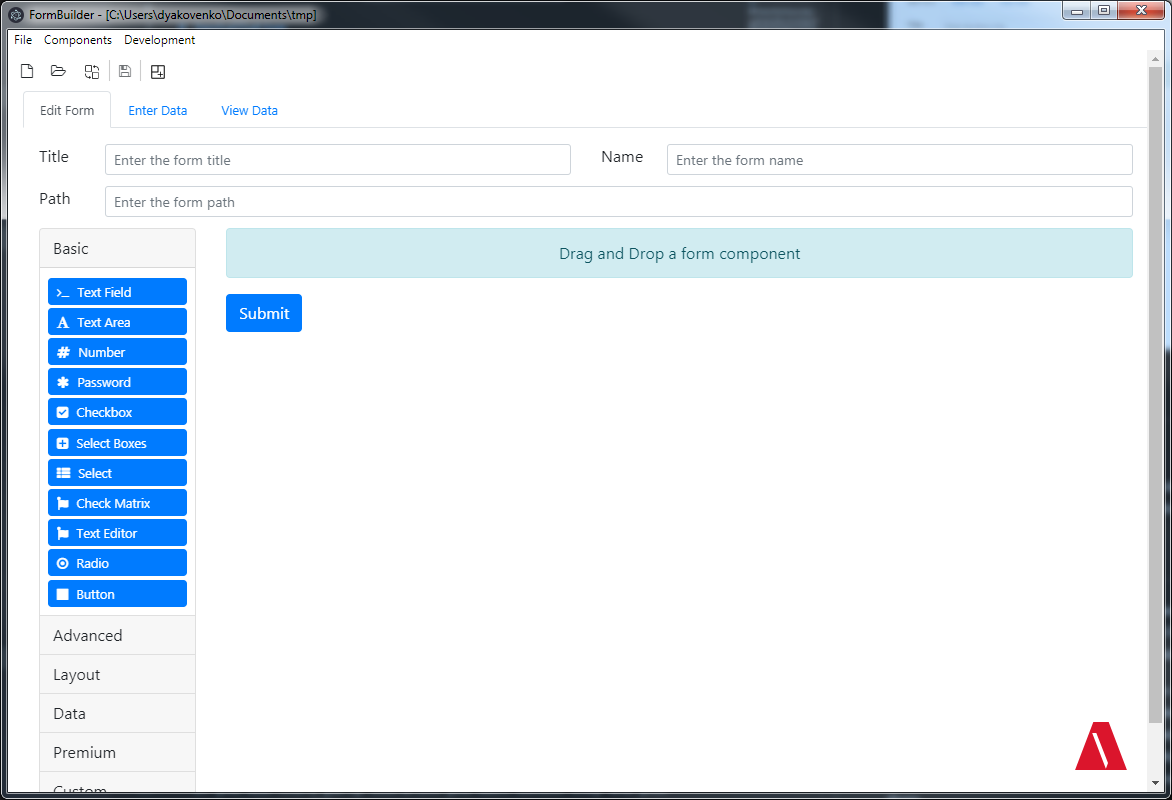 FormBuilder - [C:\Users\dyakovenko\Documents\tmp]
File Components Development
Edit Form Enter Data View Data
Title Enter the form title Name Enter the form name
Path Enter the form path
Basic
Drag and Drop a form component
Submit
Text Field
Text Area
Number
Password
Checkbox
Select Boxes
Select
Check Matrix
Text Editor
Radio
Button
Advanced
Layout
Data
Premium
Custom